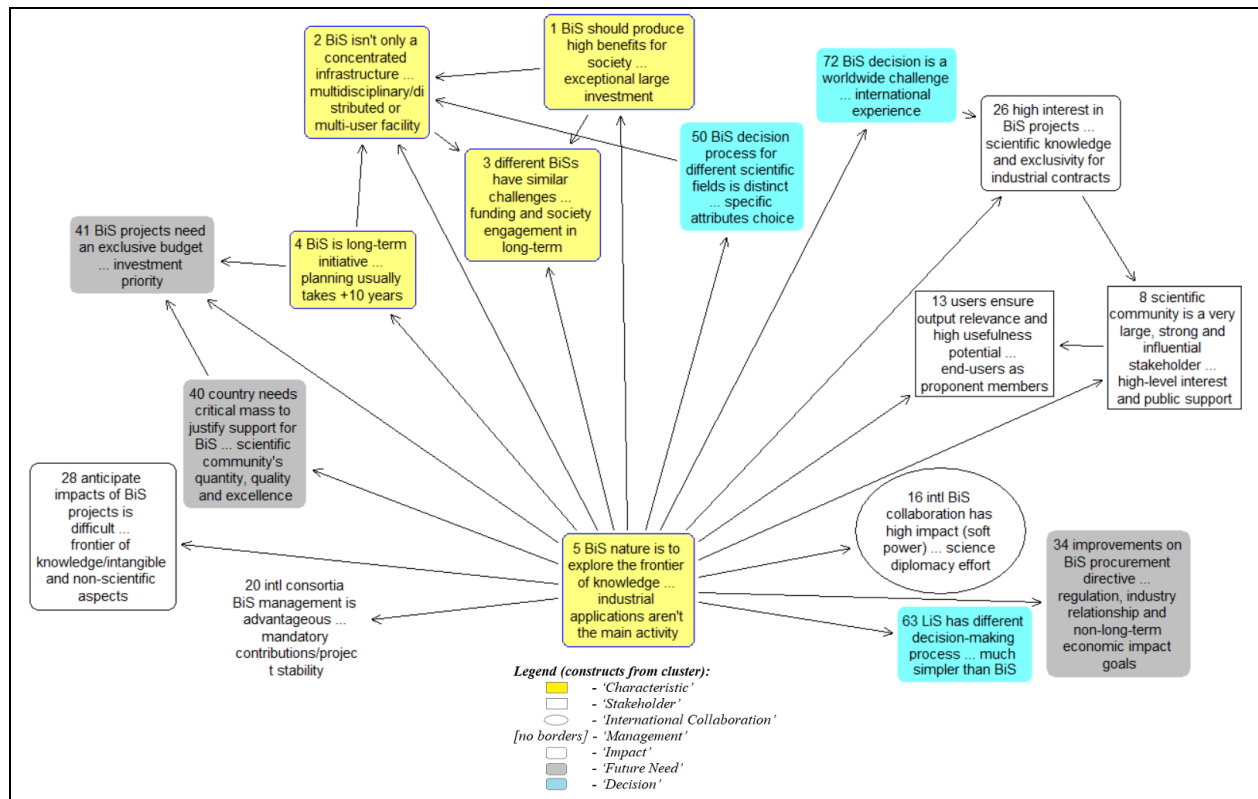 2 BiS isn't only a
concentrated
infrastructure ...
multidisciplinary/di
stributed or
multi-user facility
1 BiS should produce
high benefits for
society ...
exceptional large
investment
72 BiS decision is a
worldwide challenge
... international
experience
26 high interest in
BiS projects ...
scientific knowledge
and exclusivity for
industrial contracts
50 BiS decision
process for
different scientific
fields is distinct
... specific
attributes choice
3 different BiSs
have similar
challenges ...
funding and society
engagement in
long-term
41 BiS projects need
an exclusive budget
... investment
priority
4 BiS is long-term
initiative ...
planning usually
takes +10 years
13 users ensure
output relevance and
high usefulness
potential ...
end-users as
proponent members
8 scientific
community is a very
large, strong and
influential
stakeholder ...
high-level interest
and public support
40 country needs
critical mass to
justify support for
BiS ... scientific
community's
quantity, quality
and excellence
28 anticipate
impacts of BiS
projects is
difficult ...
frontier of
knowledge/intangible
and non-scientific
aspects
16 intl BiS
collaboration has
high impact (soft
power) ... science
diplomacy effort
5 BiS nature is to
explore the frontier
of knowledge ...
industrial
applications aren't
the main activity
34 improvements on
BiS procurement
directive ...
regulation, industry
relationship and
non-long-term
economic impact
goals
20 intl consortia
BiS management is
advantageous ...
mandatory
contributions/projec
t stability
63 LiS has different
decision-making
process ... much
simpler than BiS
Legend (constructs from cluster):
- 'Characteristic'
- 'Stakeholder'
- 'International Collaboration'
[no borders] - 'Management'
- 'Impact'
- 'Future Need'
- 'Decision'